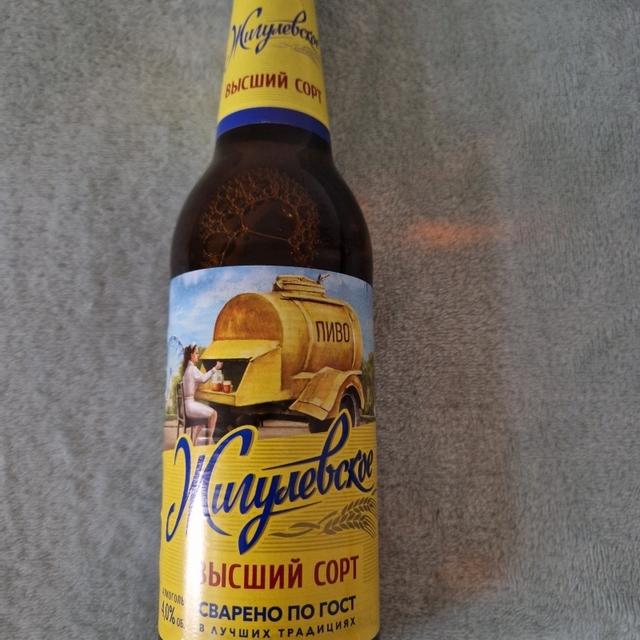 Жигулевское
ВЫСШИЙ СОРТ
ПИВО
Жигулевское
ВЫСШИЙ СОРТ
СВАРЕНО ПО ГОСТ
4,0% ОБ.
В ЛУЧШИХ ТРАДИЦИЯХ